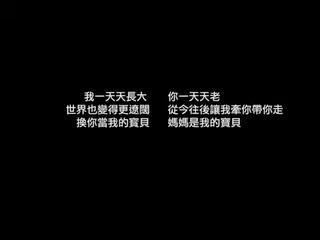 我一天天長大　你一天天老
世界也變得更遼闊　從今往後讓我牽你帶你走
換你當我的寶貝　媽媽是我的寶貝